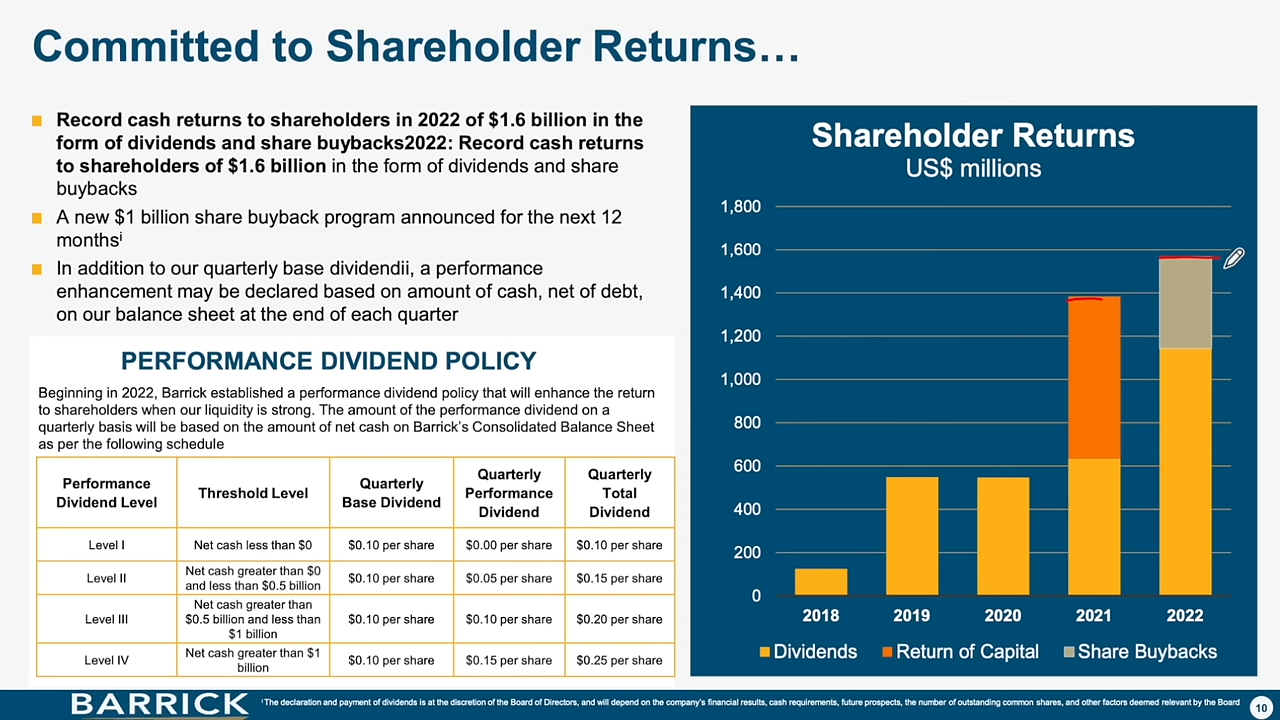 Committed to Shareholder Returns…
Record cash returns to shareholders in 2022 of $1.6 billion in the
form of dividends and share buybacks2022: Record cash returns
to shareholders of $1.6 billion in the form of dividends and share
buybacks
A new $1 billion share buyback program announced for the next 12
monthsⁱ
In addition to our quarterly base dividendii, a performance
enhancement may be declared based on amount of cash, net of debt,
on our balance sheet at the end of each quarter
PERFORMANCE DIVIDEND POLICY
Beginning in 2022, Barrick established a performance dividend policy that will enhance the return
to shareholders when our liquidity is strong. The amount of the performance dividend on a
quarterly basis will be based on the amount of net cash on Barrick's Consolidated Balance Sheet
as per the following schedule
Performance
Dividend Level
Threshold Level
Quarterly
Base Dividend
Quarterly
Performance
Dividend
Quarterly
Total
Dividend
Level I
Net cash less than $0
$0.10 per share
$0.00 per share
$0.10 per share
Level II
Net cash greater than $0
and less than $0.5 billion
$0.10 per share
$0.05 per share
$0.15 per share
Level III
Net cash greater than
$0.5 billion and less than
$1 billion
$0.10 per share
$0.10 per share
$0.20 per share
Level IV
Net cash greater than $1
billion
$0.10 per share
$0.15 per share
$0.25 per share
Shareholder Returns
US$ millions
1,800
1,600
1,400
1,200
1,000
800
600
400
200
0
2018 2019 2020 2021 2022
Dividends Return of Capital Share Buybacks
BARRICK
ⁱ The declaration and payment of dividends is at the discretion of the Board of Directors, and will depend on the company's financial results, cash requirements, future prospects, the number of outstanding common shares, and other factors deemed relevant by the Board
10